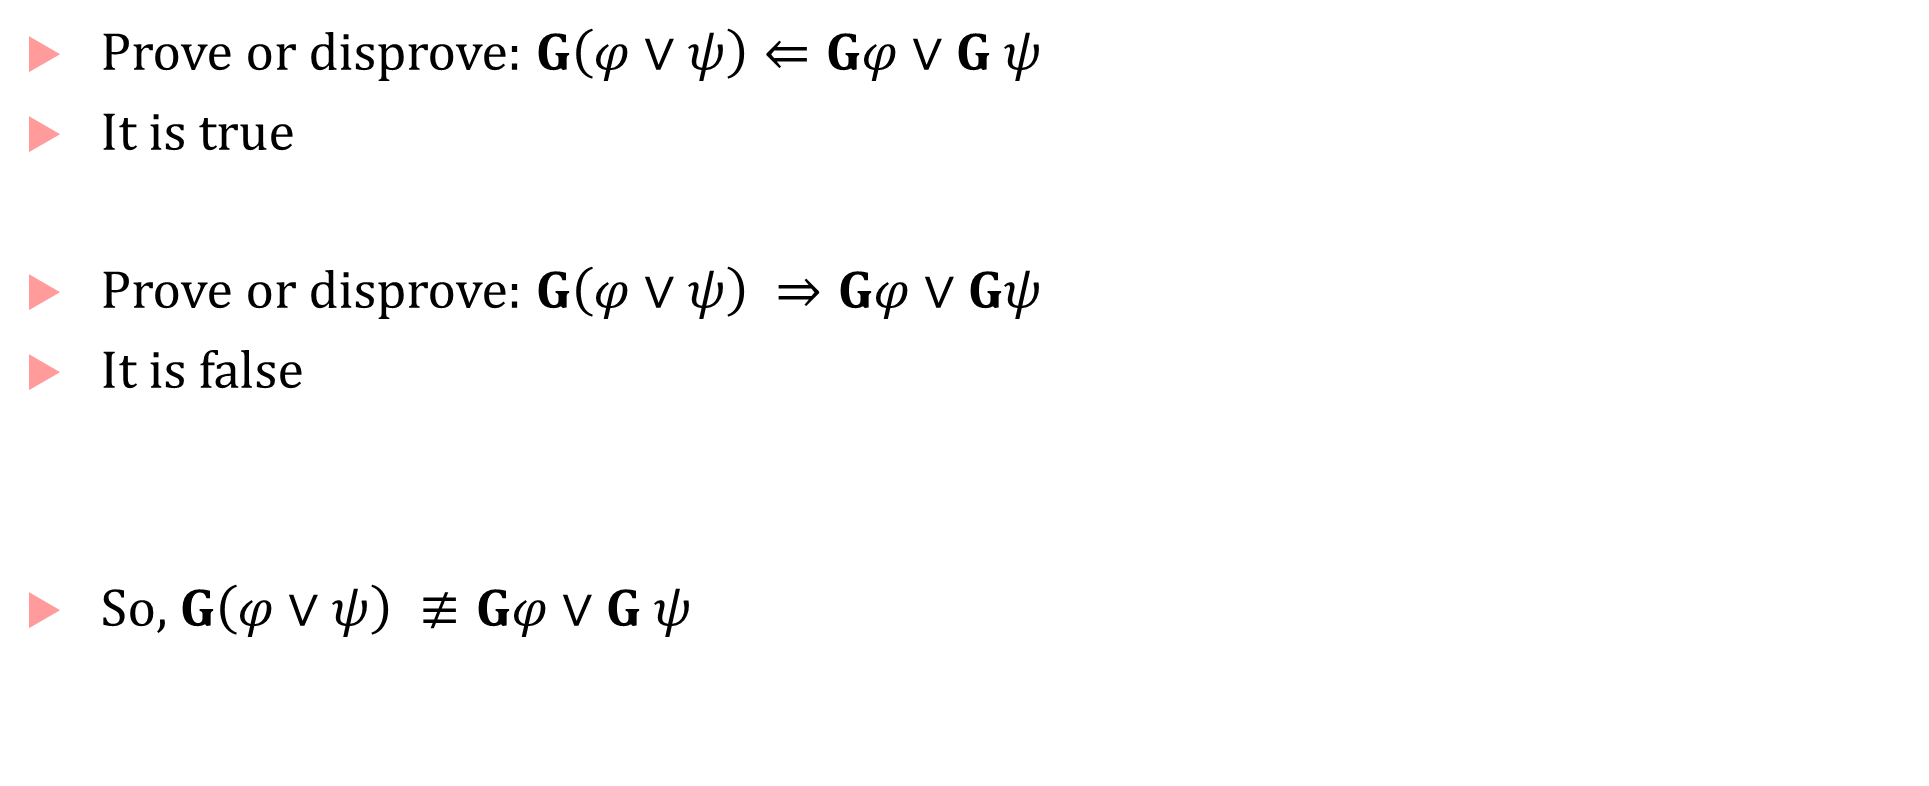 Prove or disprove: G(φ ∨ ψ) ⇐ Gφ ∨ G ψ
It is true
Prove or disprove: G(φ ∨ ψ) ⇒ Gφ ∨ Gψ
It is false
So, G(φ ∨ ψ) ≢ Gφ ∨ G ψ